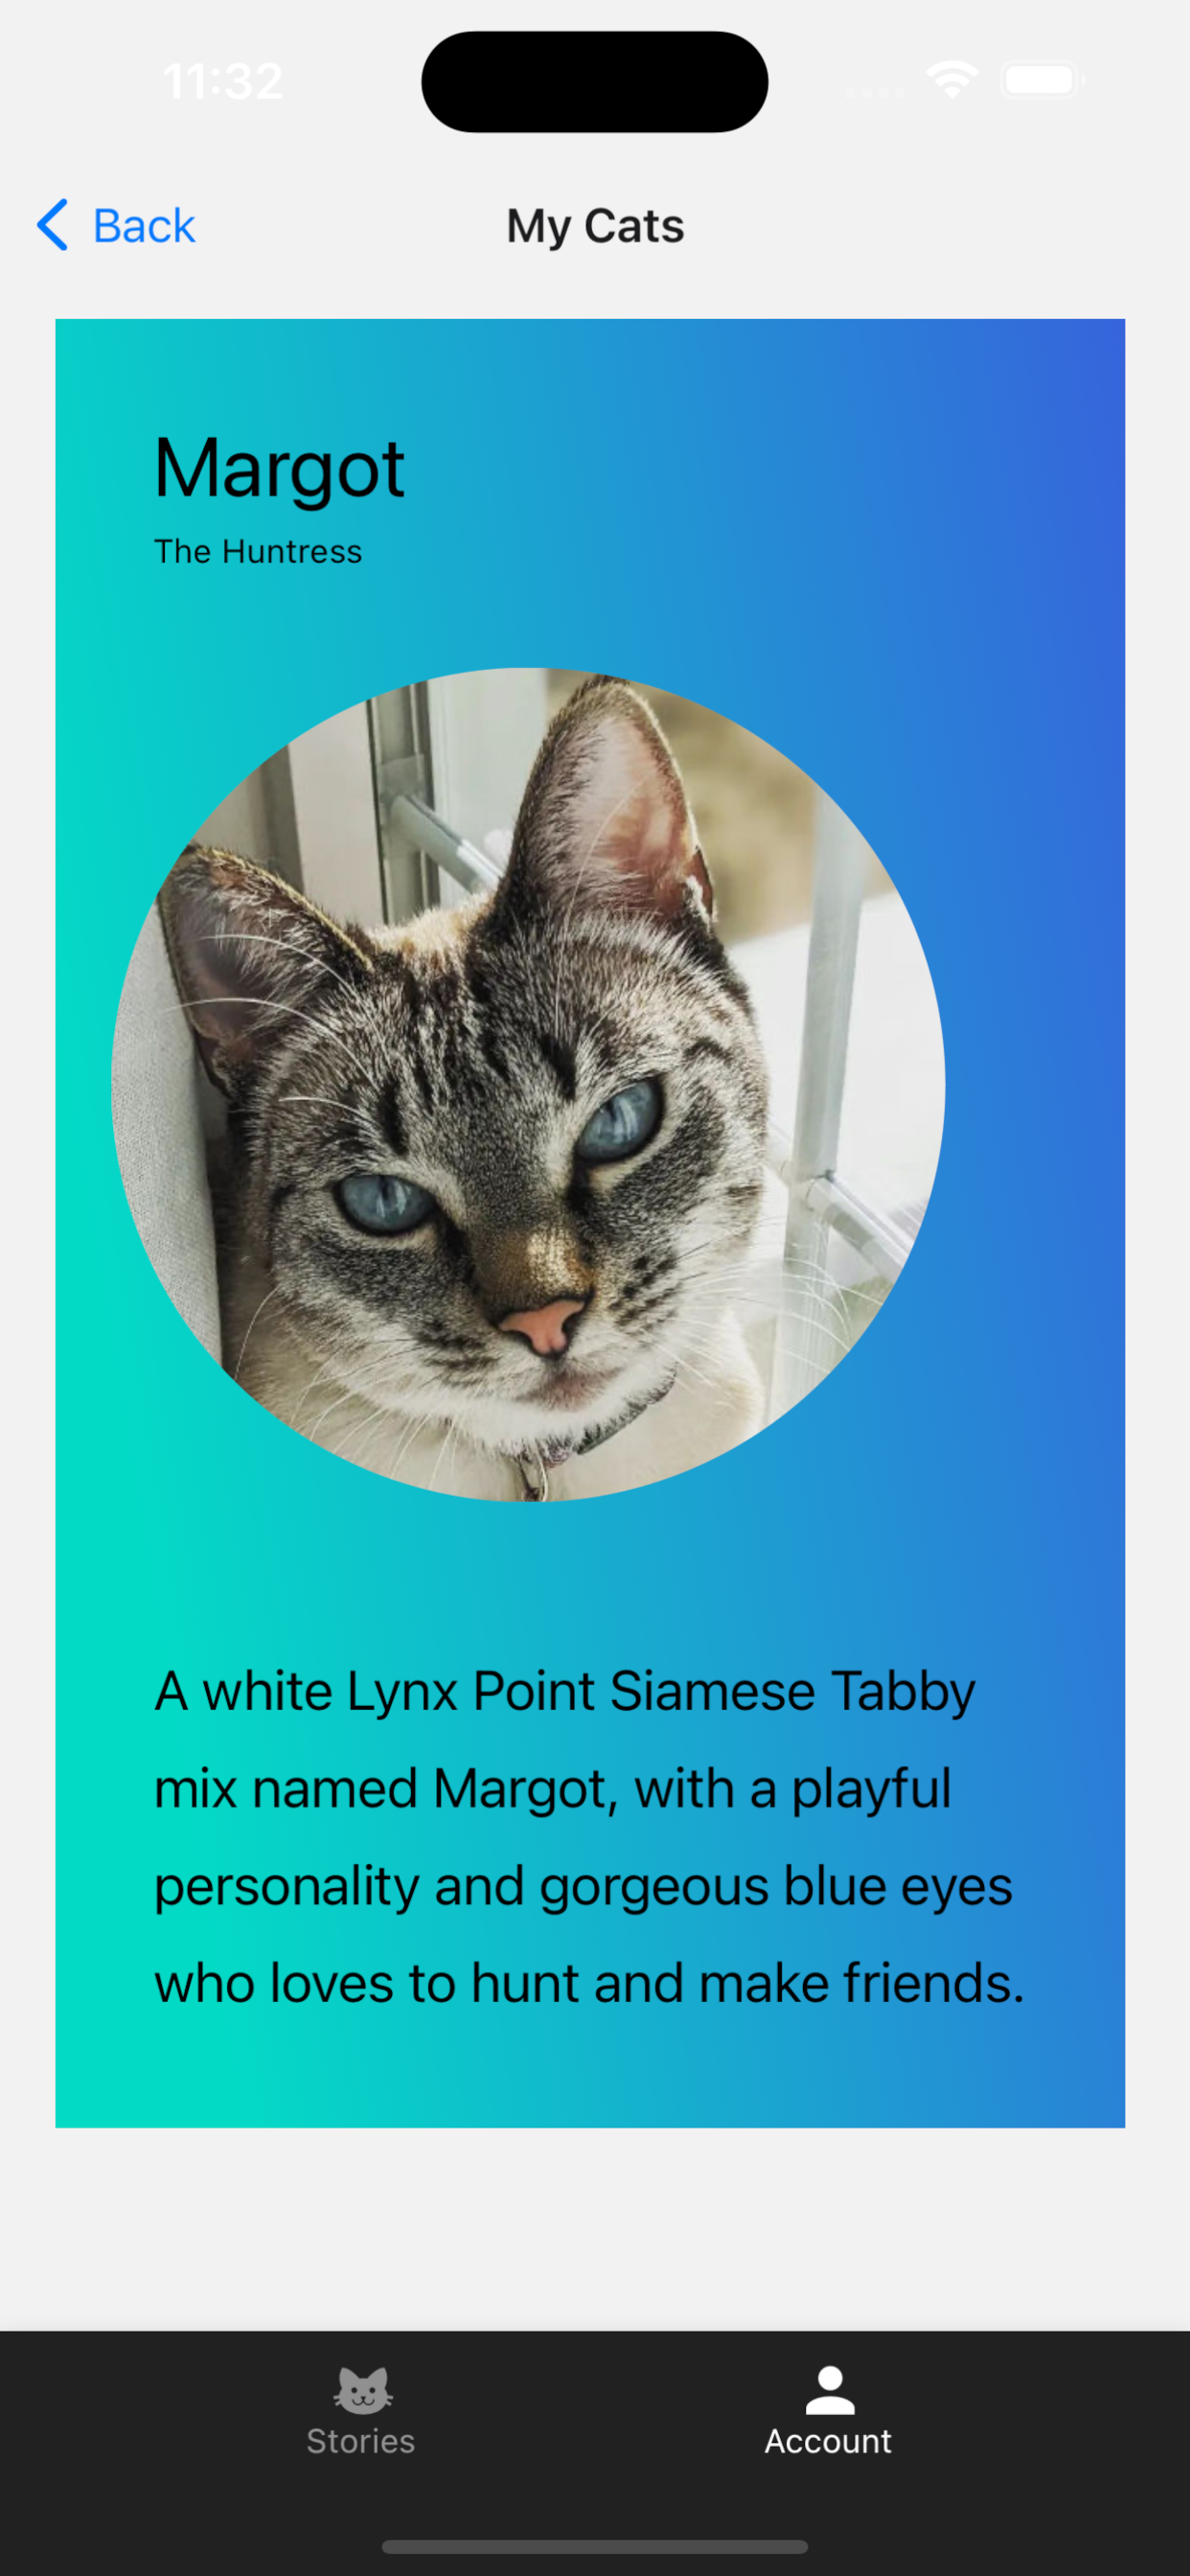 11:32
Back
My Cats
Margot
The Huntress
A white Lynx Point Siamese Tabby
mix named Margot, with a playful
personality and gorgeous blue eyes
who loves to hunt and make friends.
Stories
Account